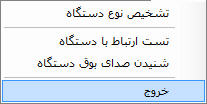 تشخیص نوع دستگاه
تست ارتباط با دستگاه
شنیدن صدای بوق دستگاه
خروج